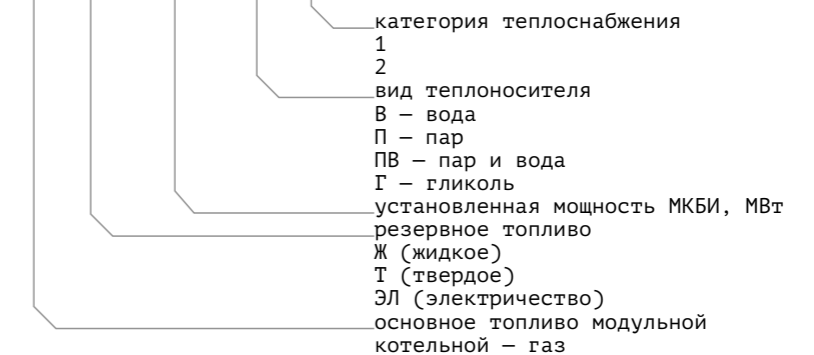 категория теплоснабжения
1
2
вид теплоносителя
В — вода
П — пар
ПВ — пар и вода
Г — гликоль
установленная мощность МКБИ, МВт
резервное топливо
Ж (жидкое)
Т (твердое)
ЭЛ (электричество)
основное топливо модульной
котельной — газ